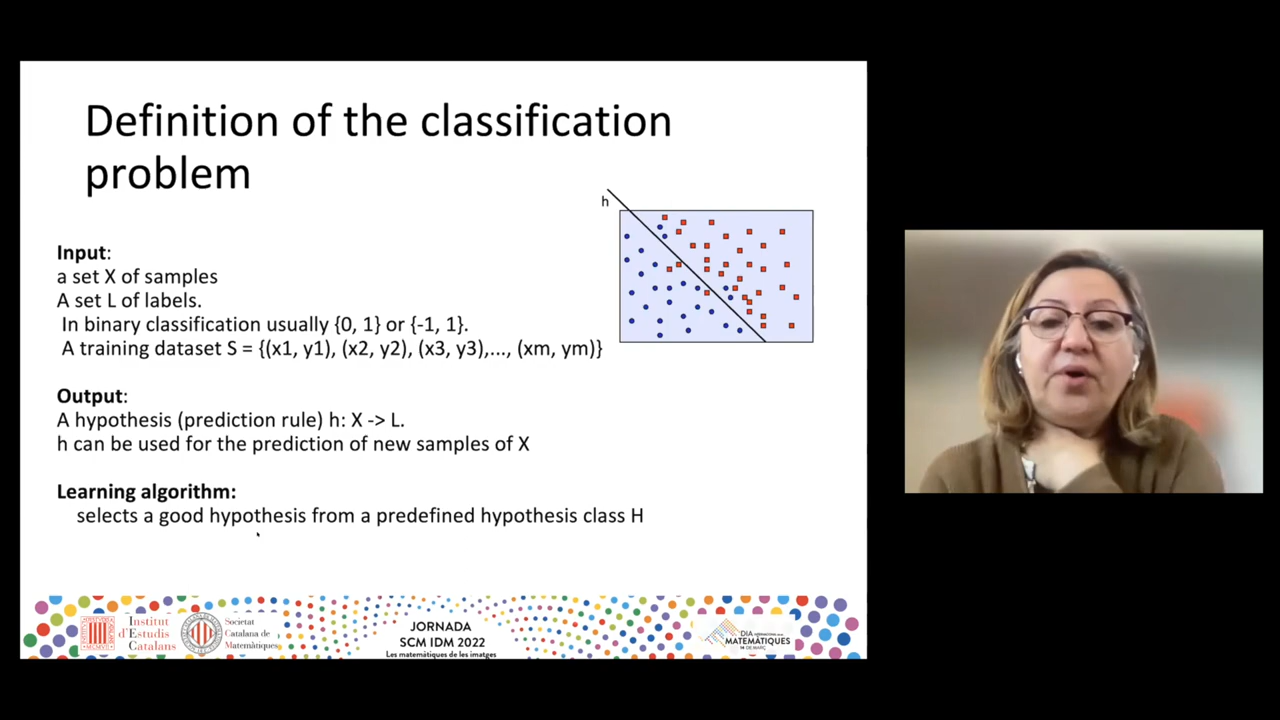 Definition of the classification
problem
h
Input:
a set X of samples
A set L of labels.
In binary classification usually {0, 1} or {-1, 1}.
A training dataset S = {(x1, y1), (x2, y2), (x3, y3),..., (xm, ym)}
Output:
A hypothesis (prediction rule) h: X -> L.
h can be used for the prediction of new samples of X
Learning algorithm:
selects a good hypothesis from a predefined hypothesis class H
Institut
d'Estudis
Catalans
Societat
Catalana de
Matemàtiques
JORNADA
SCM IDM 2022
Les matemàtiques de les imatges
DIA
MATEMÀTIQUES
14 DE MARÇ